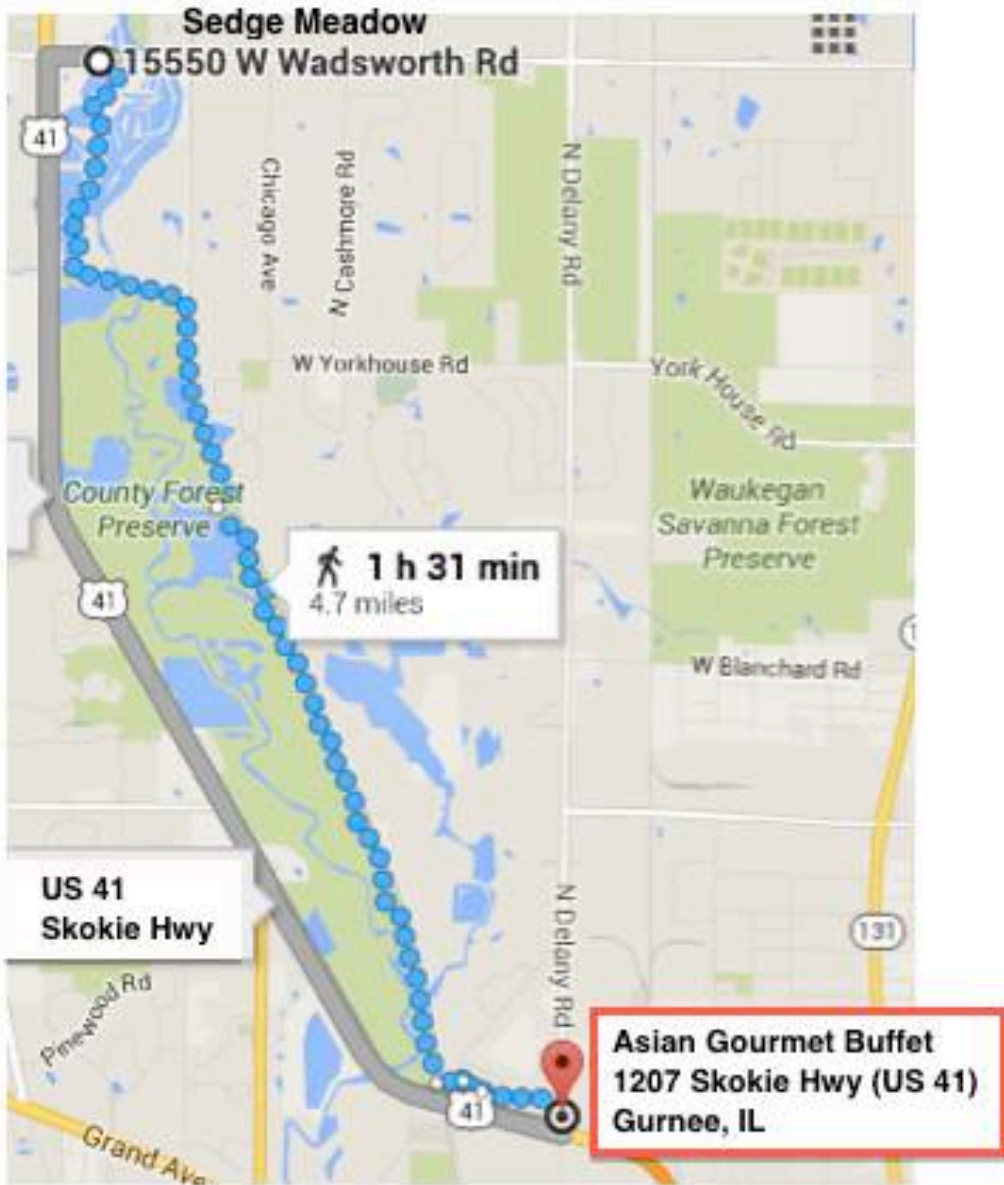 Sedge Meadow
15550 W Wadsworth Rd
41
Chicago Ave
N Cashmore Rd
N Delany Rd
W Yorkhouse Rd
York House Rd
County Forest
Preserve
Waukegan
Savanna Forest
Preserve
1 h 31 min
4.7 miles
41
W Blanchard Rd
US 41
Skokie Hwy
N Delany Rd
131
Pinewood Rd
Asian Gourmet Buffet
1207 Skokie Hwy (US 41)
Gurnee, IL
41
Grand Ave